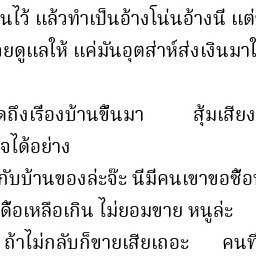 นไว้ แล้วทำเป็นอ้างโน่นอ้างนี่ แต่
ยดูแลให้ แค่มันอุตส่าห์ส่งเงินมาใ
ดถึงเรื่องบ้านขึ้นมา สุ้มเสียง
จได้อย่าง
กับบ้านของล่ะจ๊ะ นี่มีคนเขาขอซื้อ
ดื้อเหลือเกิน ไม่ยอมขาย หนูล่ะ
ถ้าไม่กลับก็ขายเสียเถอะ คนที